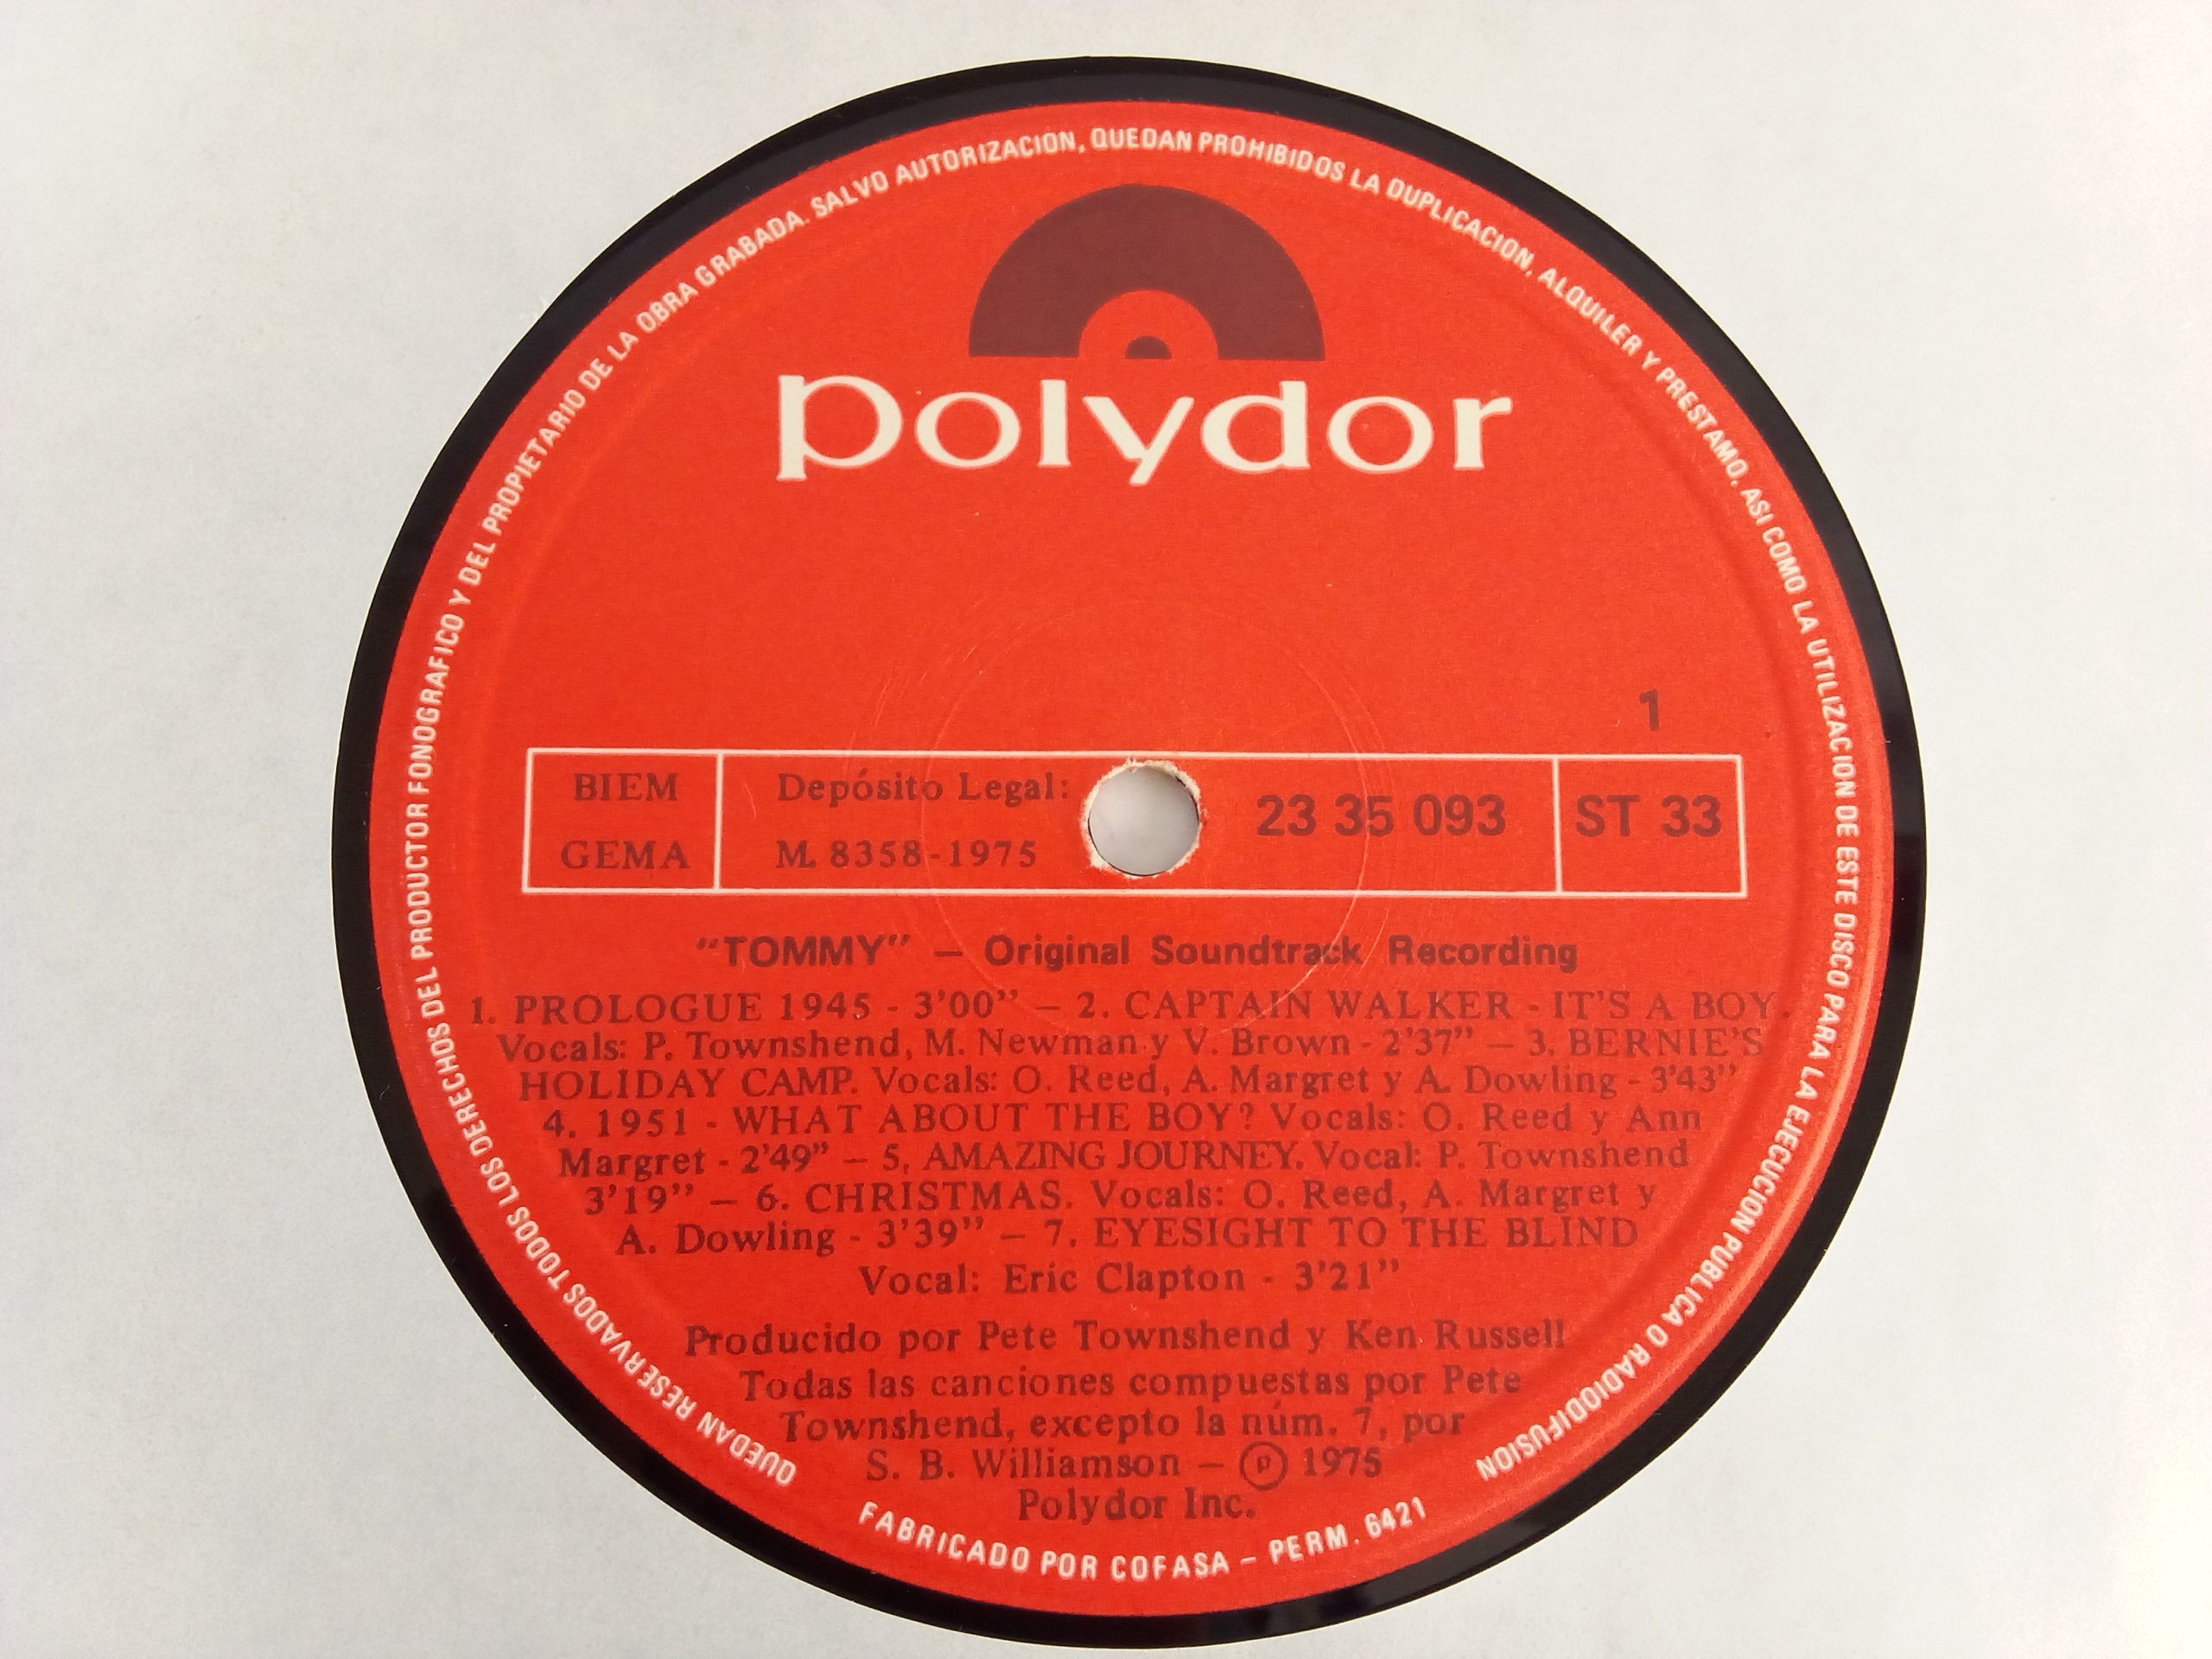 QUEDAN RESERVADOS TODOS LOS DERECHOS DEL PRODUCTOR FONOGRAFICO Y DEL PROPIETARIO DE LA OBRA GRABADA. SALVO AUTORIZACION, QUEDAN PROHIBIDOS LA DUPLICACION, ALQUILER Y PRESTAMO, ASI COMO LA UTILIZACION DE ESTE DISCO PARA LA EJECUCION PUBLICA O RADIODIFUSION
polydor
1
BIEM
GEMA
Depósito Legal:
M. 8358-1975
23 35 093
ST 33
"TOMMY" — Original Soundtrack Recording
1. PROLOGUE 1945 - 3'00" — 2. CAPTAIN WALKER - IT'S A BOY.
Vocals: P. Townshend, M. Newman y V. Brown - 2'37" — 3. BERNIE'S
HOLIDAY CAMP. Vocals: O. Reed, A. Margret y A. Dowling - 3'43"
4. 1951 - WHAT ABOUT THE BOY? Vocals: O. Reed y Ann
Margret - 2'49" — 5, AMAZING JOURNEY. Vocal: P. Townshend
3'19" — 6. CHRISTMAS. Vocals: O. Reed, A. Margret y
A. Dowling - 3'39" — 7. EYESIGHT TO THE BLIND
Vocal: Eric Clapton - 3'21"
Producido por Pete Townshend y Ken Russell
Todas las canciones compuestas por Pete
Townshend, excepto la núm. 7, por
S. B. Williamson — ℗ 1975
Polydor Inc.
FABRICADO POR COFASA — PERM. 6421